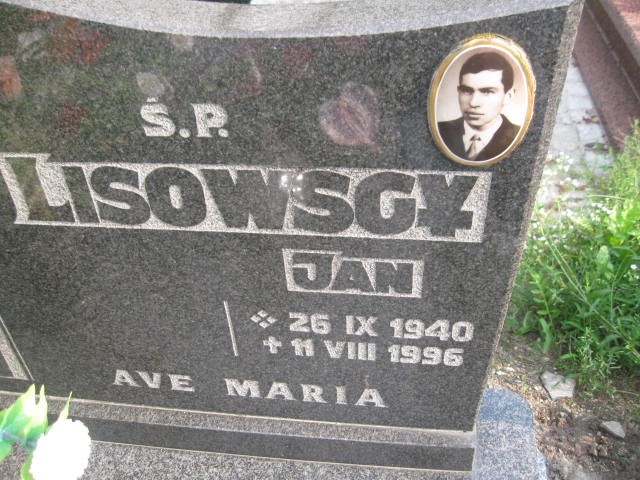 Ś.P.
LISOWSCY
JAN
26 IX 1940
✝ 11 VIII 1996
AVE MARIA